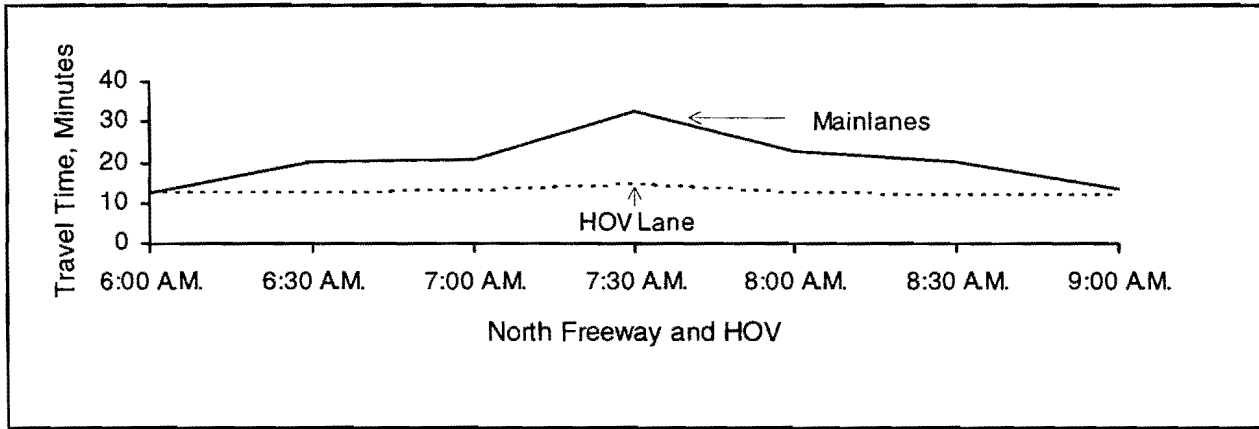 Travel Time, Minutes
40
30
20
10
0
Mainlanes
HOV Lane
6:00 A.M. 6:30 A.M. 7:00 A.M. 7:30 A.M. 8:00 A.M. 8:30 A.M. 9:00 A.M.
North Freeway and HOV